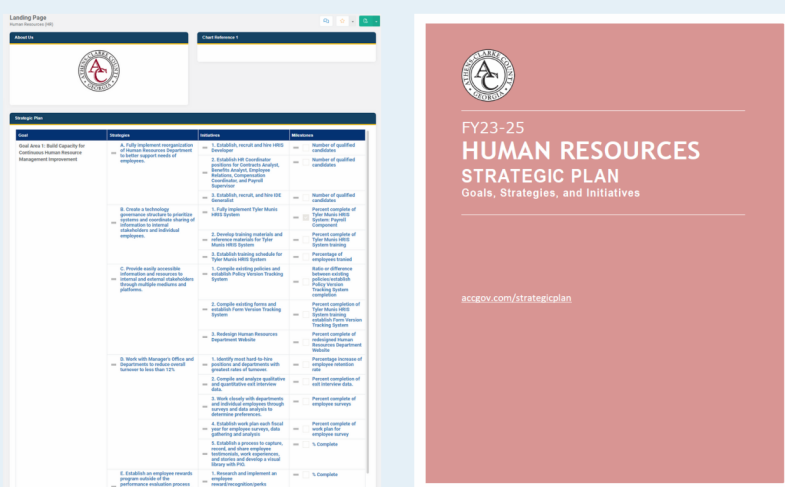 Landing Page
Human Resources (HR)
About Us
Chart Reference 1
ATHENS-CLARKE COUNTY
AC
GEORGIA
Strategic Plan
Goal
Strategies
Initiatives
Milestones
Goal Area 1: Build Capacity for
Continuous Human Resource
Management Improvement
A. Fully implement reorganization
of Human Resources Department
to better support needs of
employees.
1. Establish, recruit and hire HRIS
Developer
Number of qualified
candidates
2. Establish HR Coordinator
positions for Contracts Analyst,
Benefits Analyst, Employee
Relations, Compensation
Coordinator, and Payroll
Supervisor
Number of qualified
candidates
3. Establish, recruit, and hire
Generalist
Number of qualified
candidates
B. Create a technology
governance structure to prioritize
systems and coordinate sharing of
information to internal
stakeholders and individual
employees.
1. Fully implement Tyler Munis
HRIS System
Percent complete of
Tyler Munis HRIS
System: Payroll
Component
2. Develop training materials and
reference materials for Tyler
Munis HRIS System
Percent complete of
Tyler Munis HRIS
System training
3. Establish training schedule for
Tyler Munis HRIS System
Percentage of
employees trained
C. Provide easily accessible
information and resources to
internal and external stakeholders
through multiple mediums and
platforms.
1. Compile existing policies and
establish Policy Version Tracking
System
Ratio or difference
between existing
policies/establish
Policy Version
Tracking System
completion
2. Compile existing forms and
establish Form Version Tracking
System
Percent completion of
Tyler Munis HRIS
System training
establish Form Version
Tracking System
3. Redesign Human Resources
Department Website
Percent complete of
redesigned Human
Resources Department
Website
D. Work with Manager's Office and
Departments to reduce overall
turnover to less than 12%
1. Identify most hard-to-hire
positions and departments with
greatest rates of turnover
Percentage increase of
employee retention
rate
2. Compile and analyze qualitative
and quantitative exit interview
data.
Percent completion of
exit interview data.
3. Work closely with departments
and individual employees through
surveys and data analysis to
determine preferences.
Percent complete of
employee surveys
4. Establish work plan each fiscal
year for employee surveys, data
gathering and analysis
Percent complete of
work plan for
employee survey
5. Establish a process to capture,
record, and share employee
testimonials, work experiences,
and stories and develop a visual
library with PIO.
% Complete
E. Establish an employee rewards
program outside of the
performance evaluation process
1. Research and implement an
employee
reward/recognition/perks
% Complete
ATHENS-CLARKE COUNTY
AC
GEORGIA
FY23-25
HUMAN RESOURCES
STRATEGIC PLAN
Goals, Strategies, and Initiatives
accgov.com/strategicplan